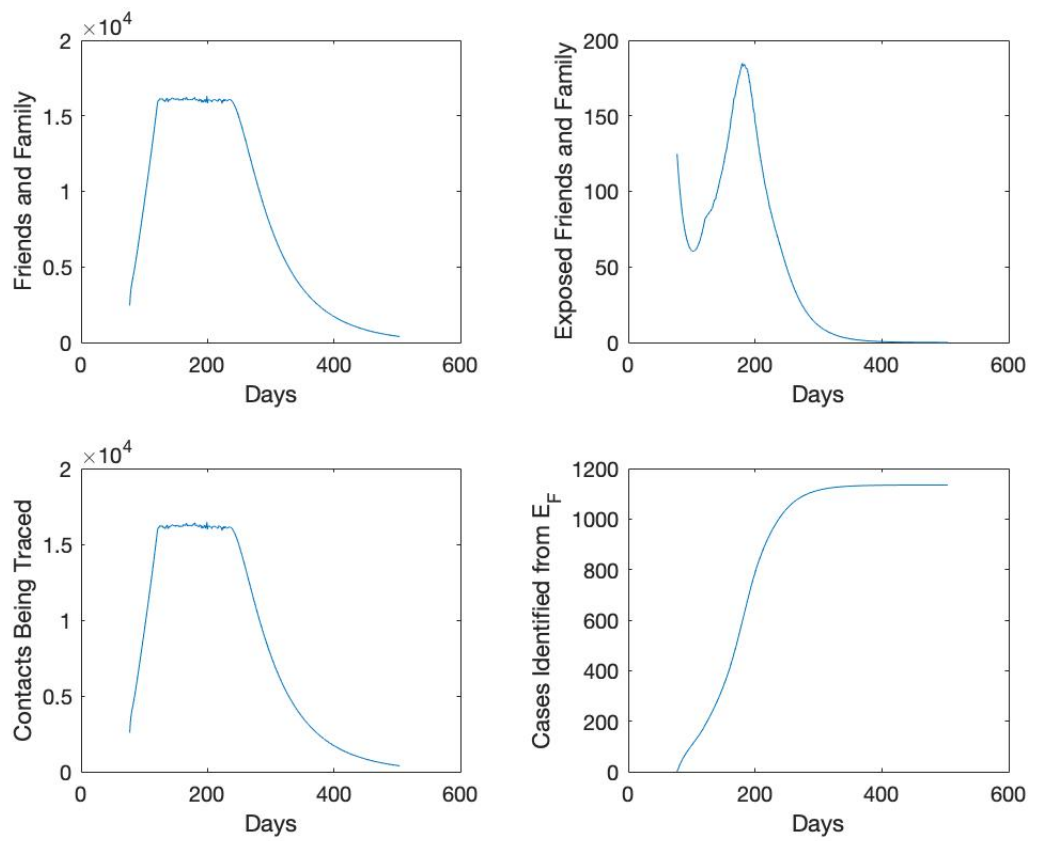 ×10^4
2
1.5
1
0.5
0
0 200 400 600
Days
Friends and Family
200
150
100
50
0
0 200 400 600
Days
Exposed Friends and Family
×10^4
2
1.5
1
0.5
0
0 200 400 600
Days
Contacts Being Traced
1200
1000
800
600
400
200
0
0 200 400 600
Days
Cases Identified from E_F